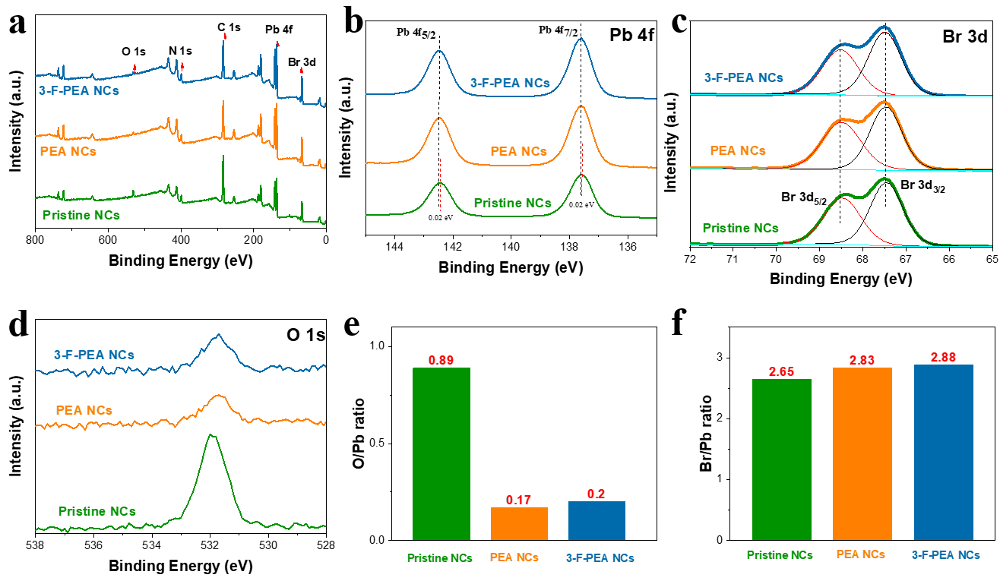 a
C 1s
Pb 4f
O 1s
N 1s
Br 3d
3-F-PEA NCs
PEA NCs
Pristine NCs
Intensity (a.u.)
800
600
400
200
0
Binding Energy (eV)
b
Pb 4f5/2
Pb 4f7/2
Pb 4f
3-F-PEA NCs
PEA NCs
Pristine NCs
0.02 eV
0.02 eV
Intensity (a.u.)
144
142
140
138
136
Binding Energy (eV)
c
Br 3d
3-F-PEA NCs
PEA NCs
Br 3d5/2
Br 3d3/2
Pristine NCs
Intensity (a.u.)
72
71
70
69
68
67
66
65
Binding Energy (eV)
d
O 1s
3-F-PEA NCs
PEA NCs
Pristine NCs
Intensity (a.u.)
538
536
534
532
530
528
Binding Energy (eV)
e
1.0
0.5
0.0
O/Pb ratio
0.89
0.17
0.2
Pristine NCs
PEA NCs
3-F-PEA NCs
f
3
2
1
0
Br/Pb ratio
2.65
2.83
2.88
Pristine NCs
PEA NCs
3-F-PEA NCs